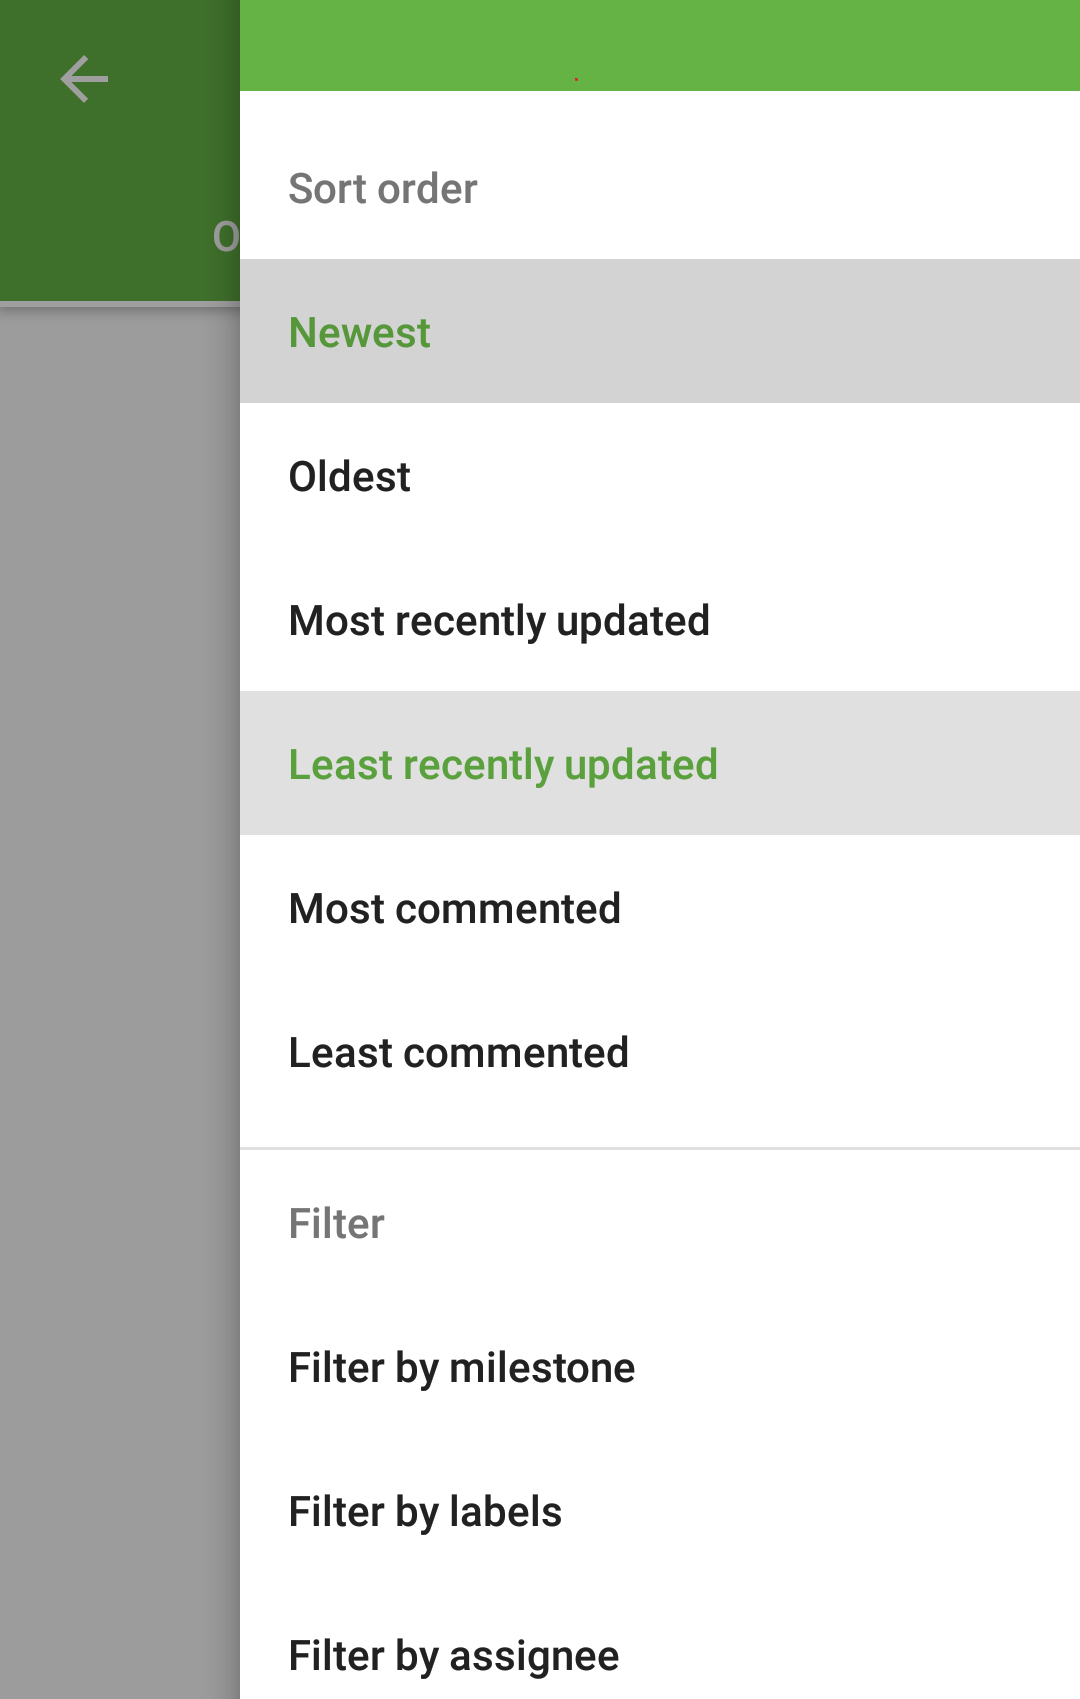 O
Sort order
Newest
Oldest
Most recently updated
Least recently updated
Most commented
Least commented
Filter
Filter by milestone
Filter by labels
Filter by assignee